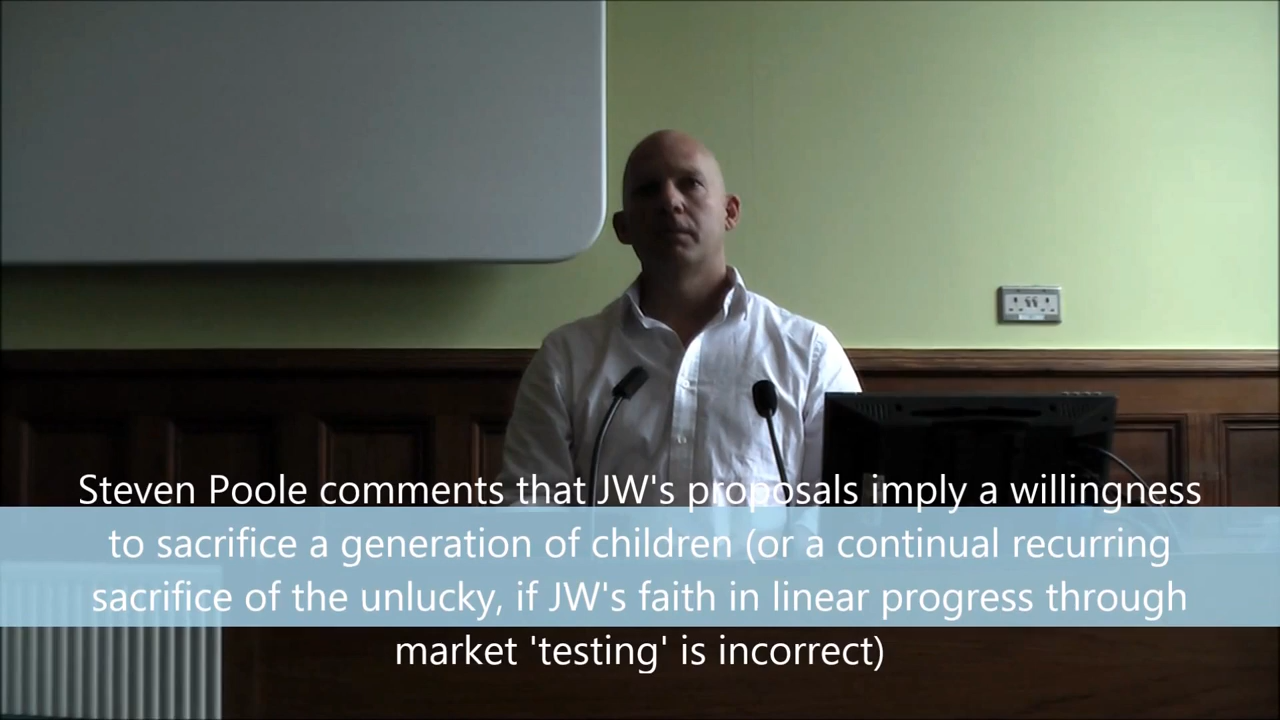 Steven Poole comments that JW's proposals imply a willingness
to sacrifice a generation of children (or a continual recurring
sacrifice of the unlucky, if JW's faith in linear progress through
market 'testing' is incorrect)